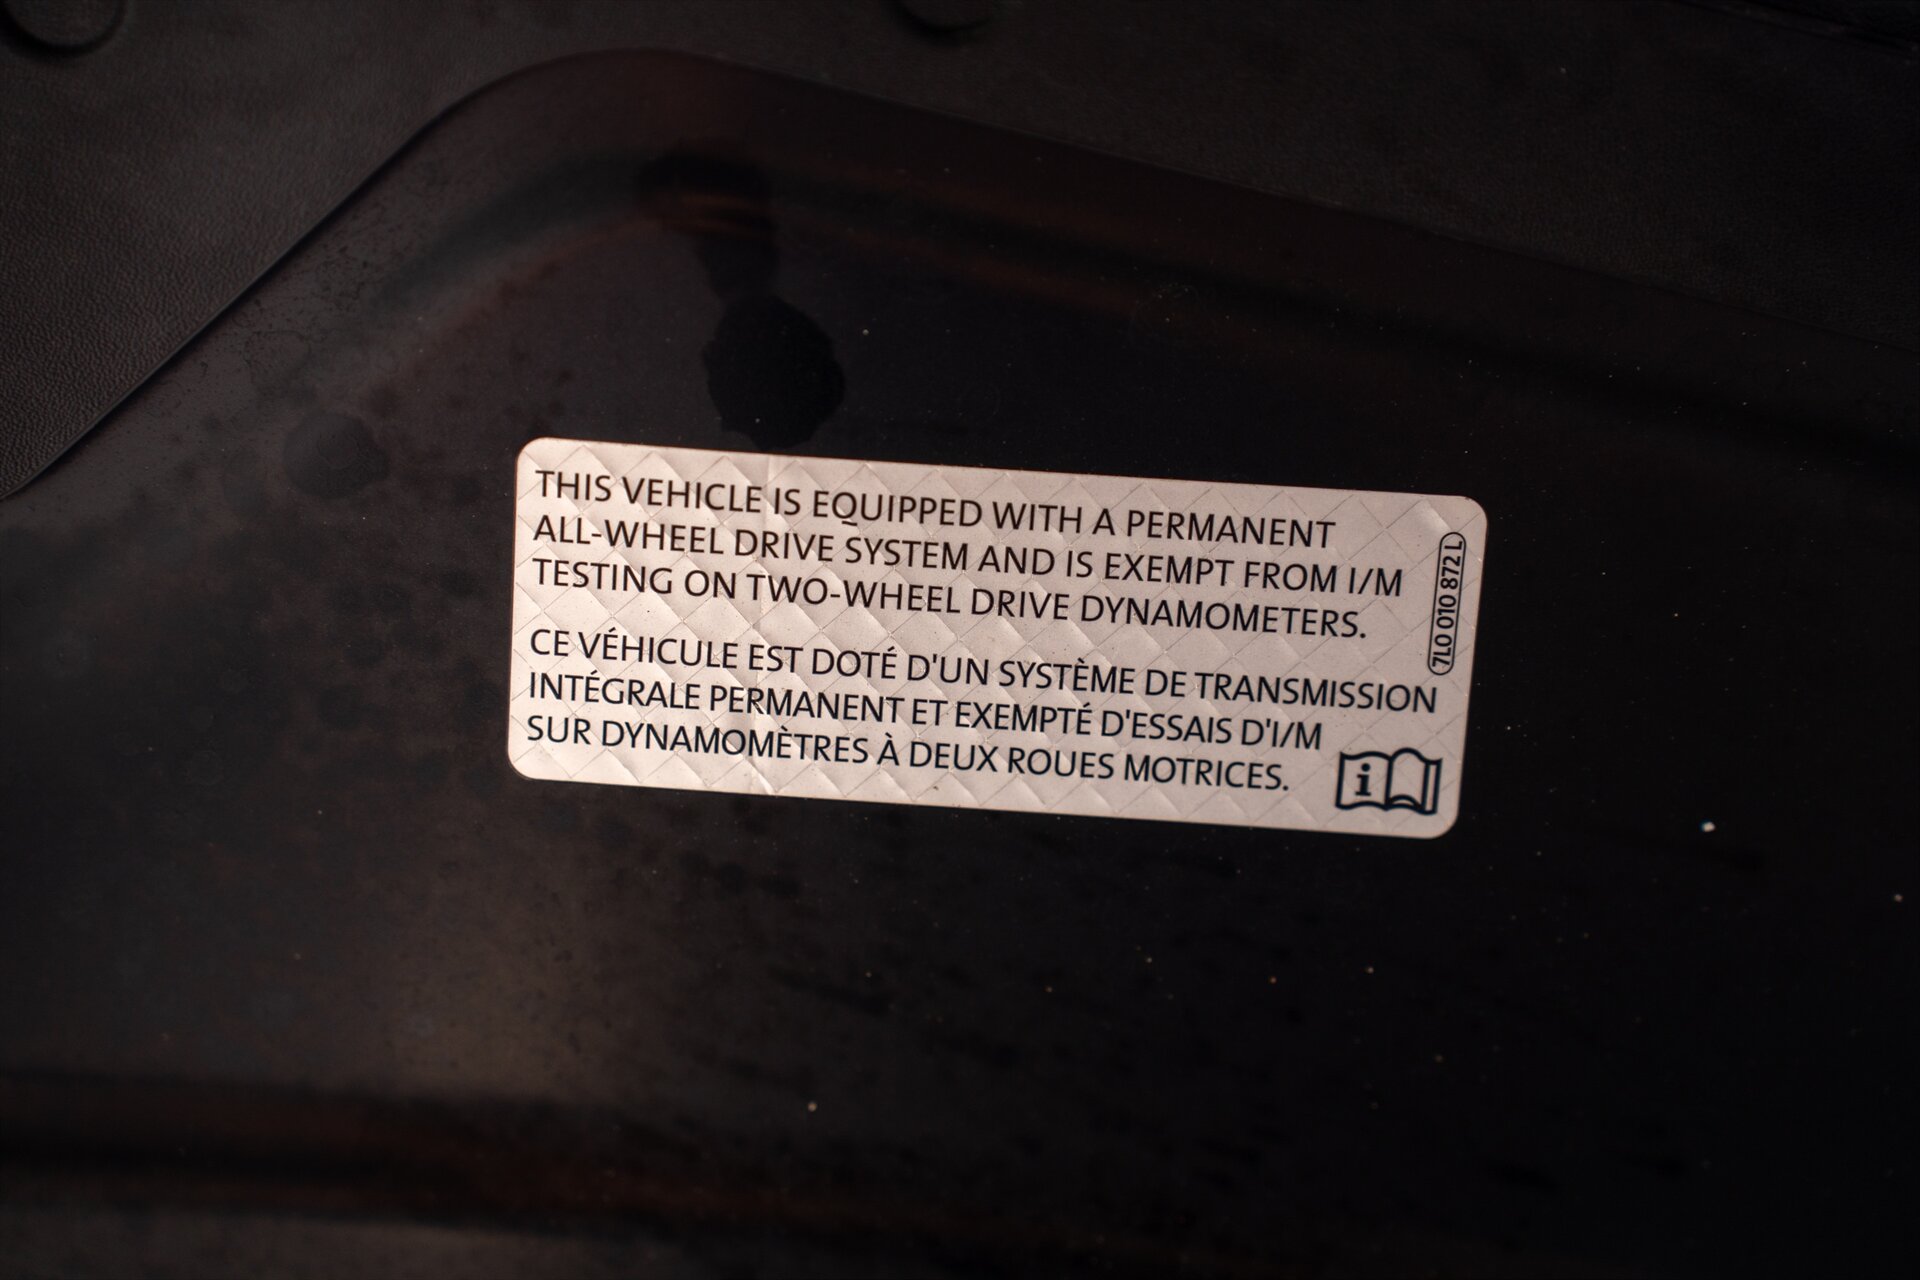 THIS VEHICLE IS EQUIPPED WITH A PERMANENT
ALL-WHEEL DRIVE SYSTEM AND IS EXEMPT FROM I/M
TESTING ON TWO-WHEEL DRIVE DYNAMOMETERS.
CE VÉHICULE EST DOTÉ D'UN SYSTÈME DE TRANSMISSION
INTÉGRALE PERMANENT ET EXEMPTÉ D'ESSAIS D'I/M
SUR DYNAMOMÈTRES À DEUX ROUES MOTRICES.
i
7L0 010 872 L